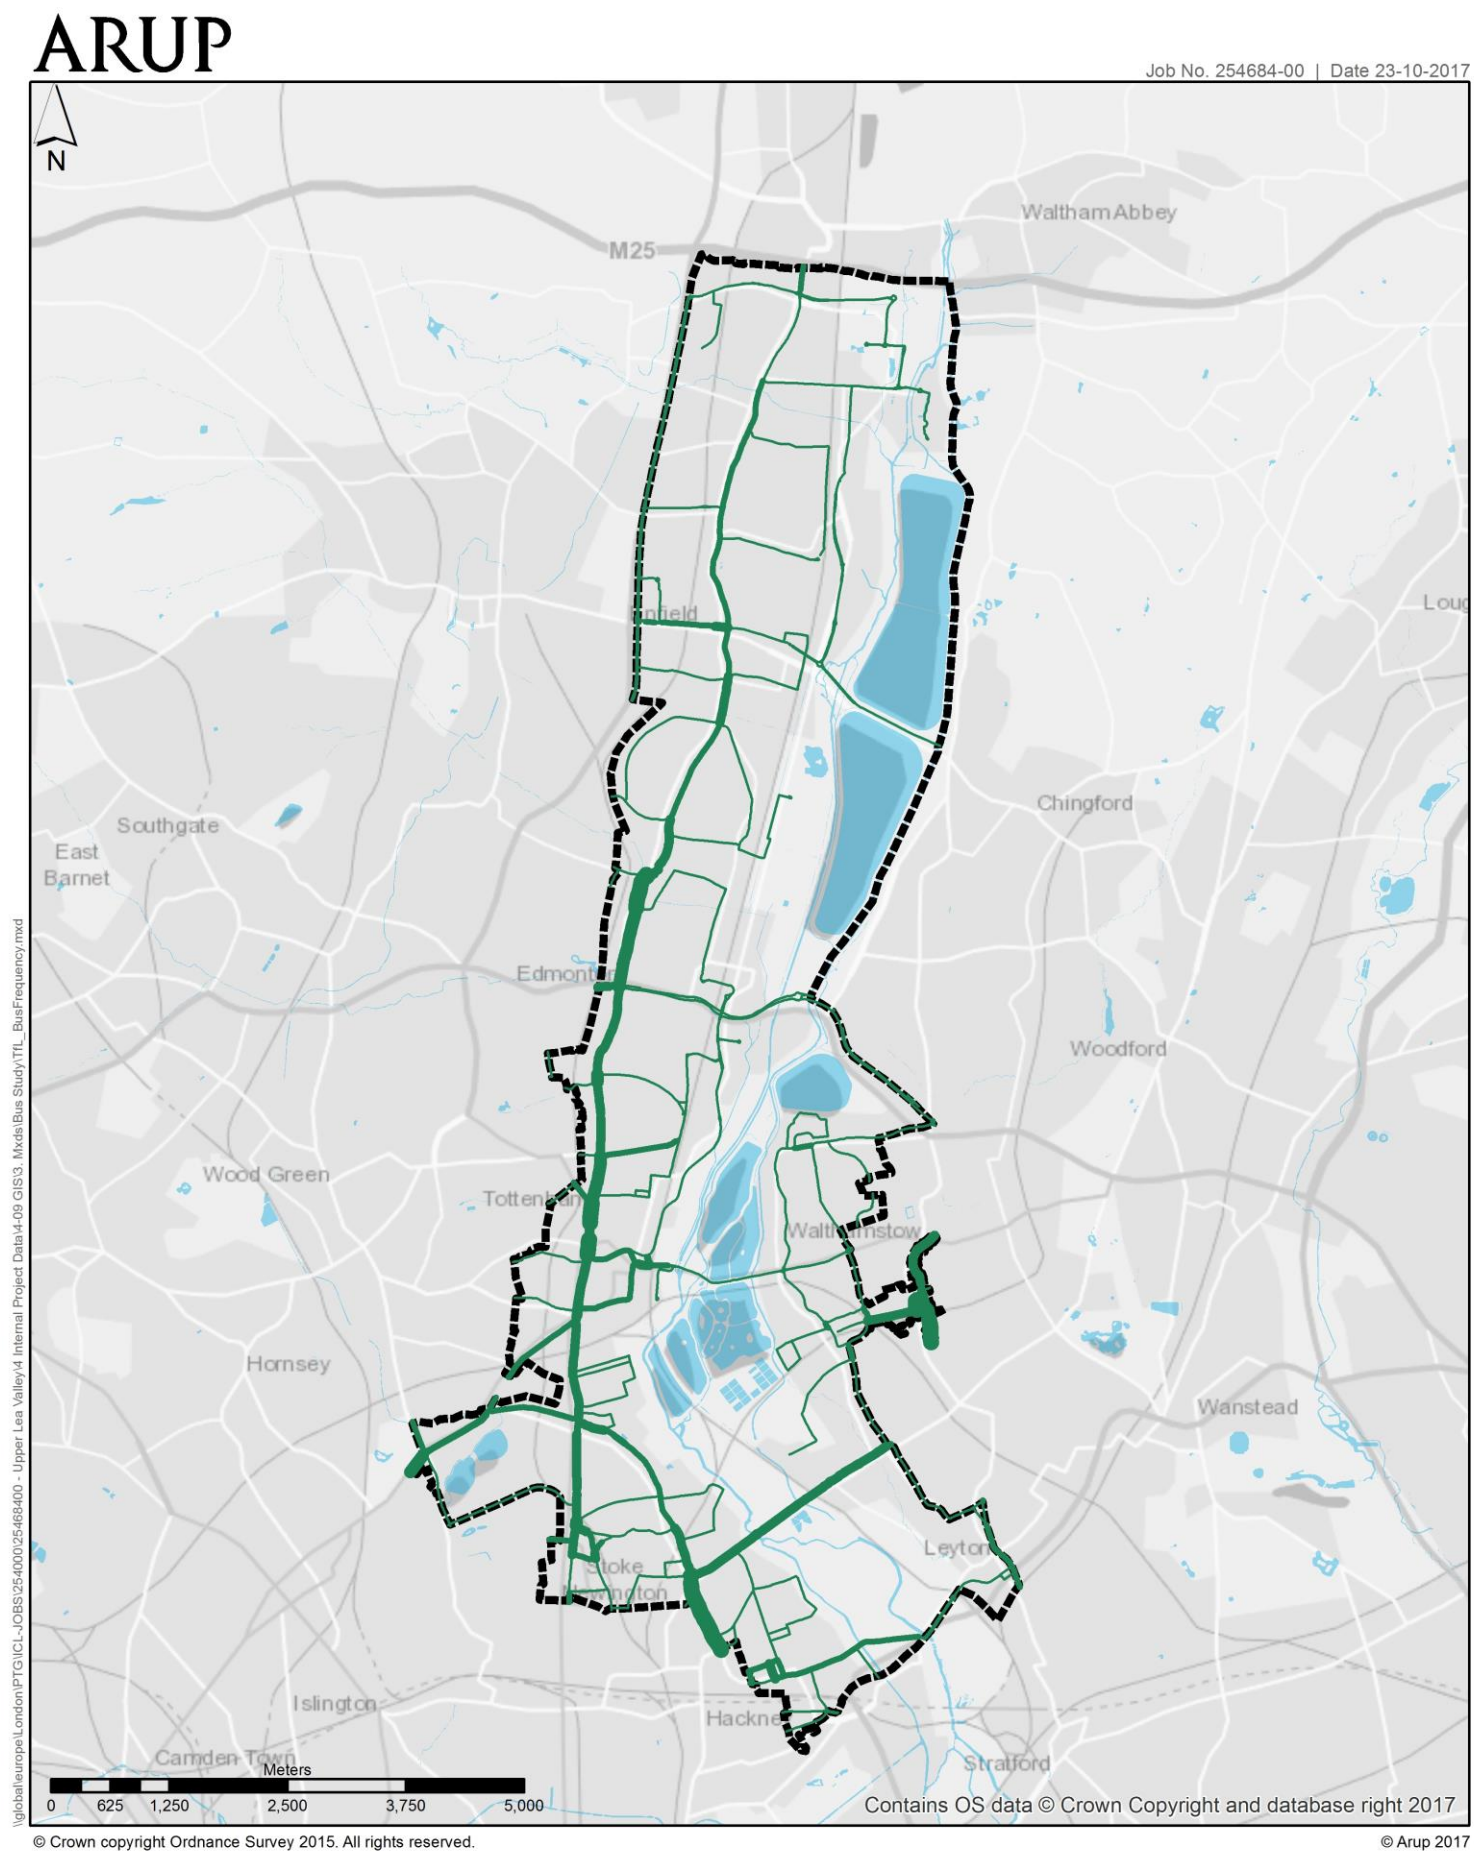 ARUP
Job No. 254684-00 | Date 23-10-2017
N
Waltham Abbey
M25
Enfield
Loug
Chingford
Southgate
East
Barnet
Edmonton
Woodford
Wood Green
Tottenham
Walthamstow
Hornsey
Wanstead
Leyton
Stoke
Newington
Islington
Hackne
Camden Town
Stratford
Meters
0 625 1,250 2,500 3,750 5,000
Contains OS data © Crown Copyright and database right 2017
© Crown copyright Ordnance Survey 2015. All rights reserved.
© Arup 2017
\\global\europe\London\PTG\ICL-JOBS\254000\25468400 - Upper Lea Valley\4 Internal Project Data\4-09 GIS\3. Mxds\Bus Study\TfL_BusFrequency.mxd